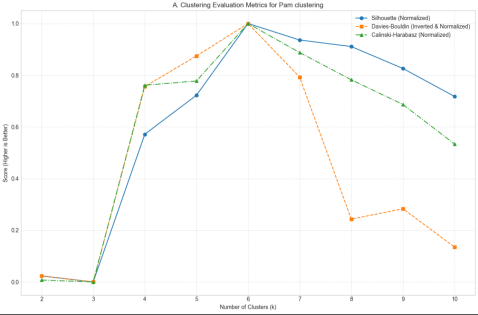 A. Clustering Evaluation Metrics for Pam clustering
Silhouette (Normalized)
Davies-Bouldin (Inverted & Normalized)
Calinski-Harabasz (Normalized)
Score (Higher is Better)
1.0
0.8
0.6
0.4
0.2
0.0
2 3 4 5 6 7 8 9 10
Number of Clusters (k)